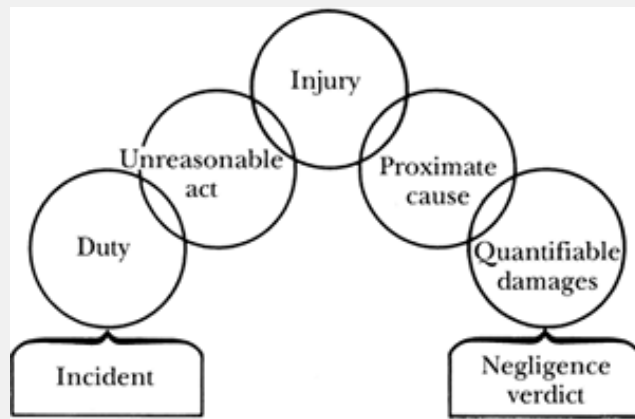 Injury
Unreasonable
act
Proximate
cause
Duty
Quantifiable
damages
Incident
Negligence
verdict